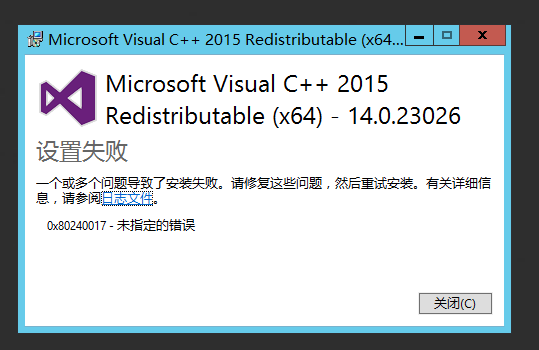 Microsoft Visual C++ 2015 Redistributable (x64...
Microsoft Visual C++ 2015
Redistributable (x64) - 14.0.23026
设置失败
一个或多个问题导致了安装失败。请修复这些问题，然后重试安装。有关详细信
息，请参阅日志文件。
0x80240017 - 未指定的错误
关闭(C)